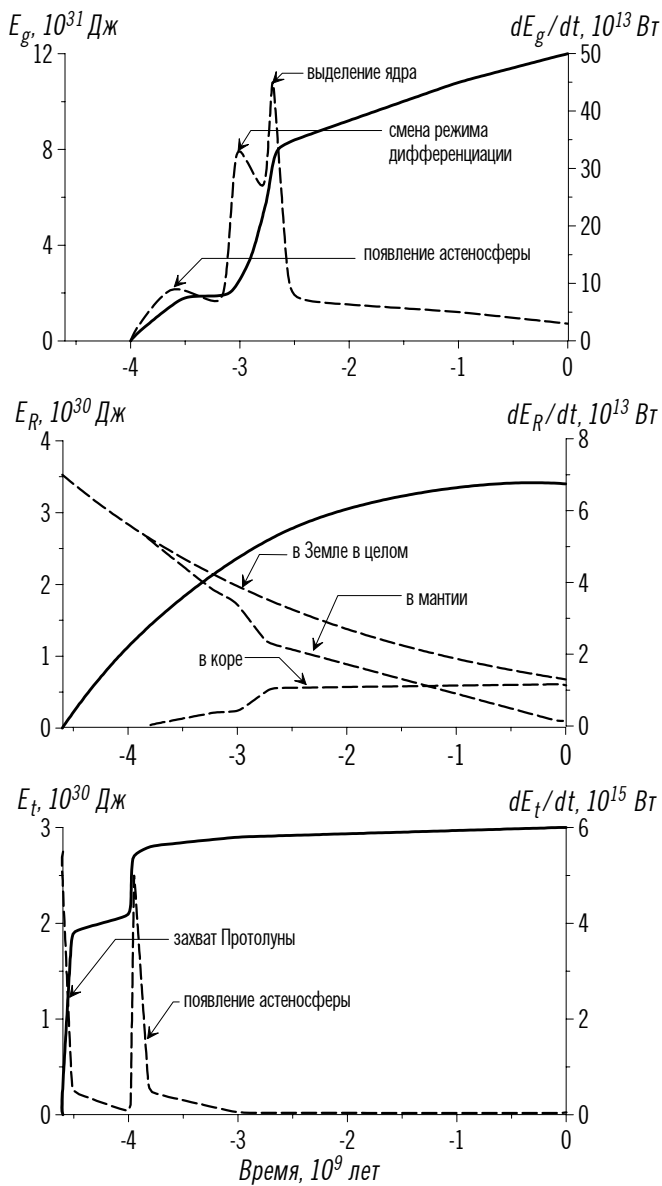 E_g, 10^31 Дж
dE_g/dt, 10^13 Вт
12
50
выделение ядра
40
смена режима
дифференциации
8
30
20
4
появление астеносферы
10
0
0
-4 -3 -2 -1 0
E_R, 10^30 Дж
dE_R/dt, 10^13 Вт
4
8
3
6
в Земле в целом
2
4
в мантии
1
в коре
2
0
0
-4 -3 -2 -1 0
E_t, 10^30 Дж
dE_t/dt, 10^15 Вт
3
6
2
4
захват Протолуны
появление астеносферы
1
2
0
0
-4 -3 -2 -1 0
Время, 10^9 лет